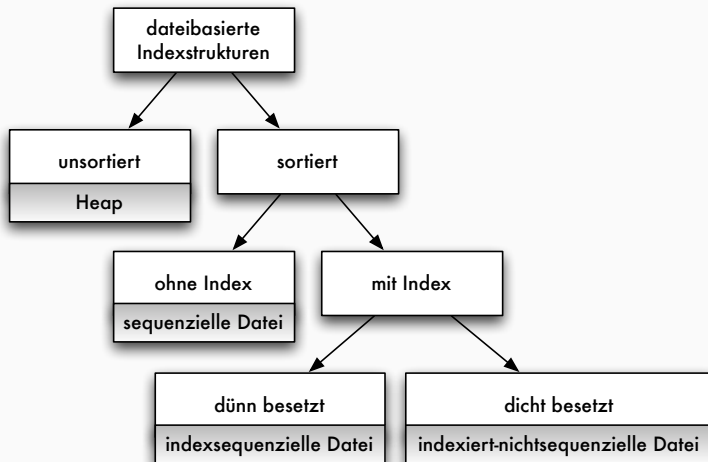 dateibasierte
Indexstrukturen
unsortiert
Heap
sortiert
ohne Index
sequenzielle Datei
mit Index
dünn besetzt
indexsequenzielle Datei
dicht besetzt
indexiert-nichtsequenzielle Datei